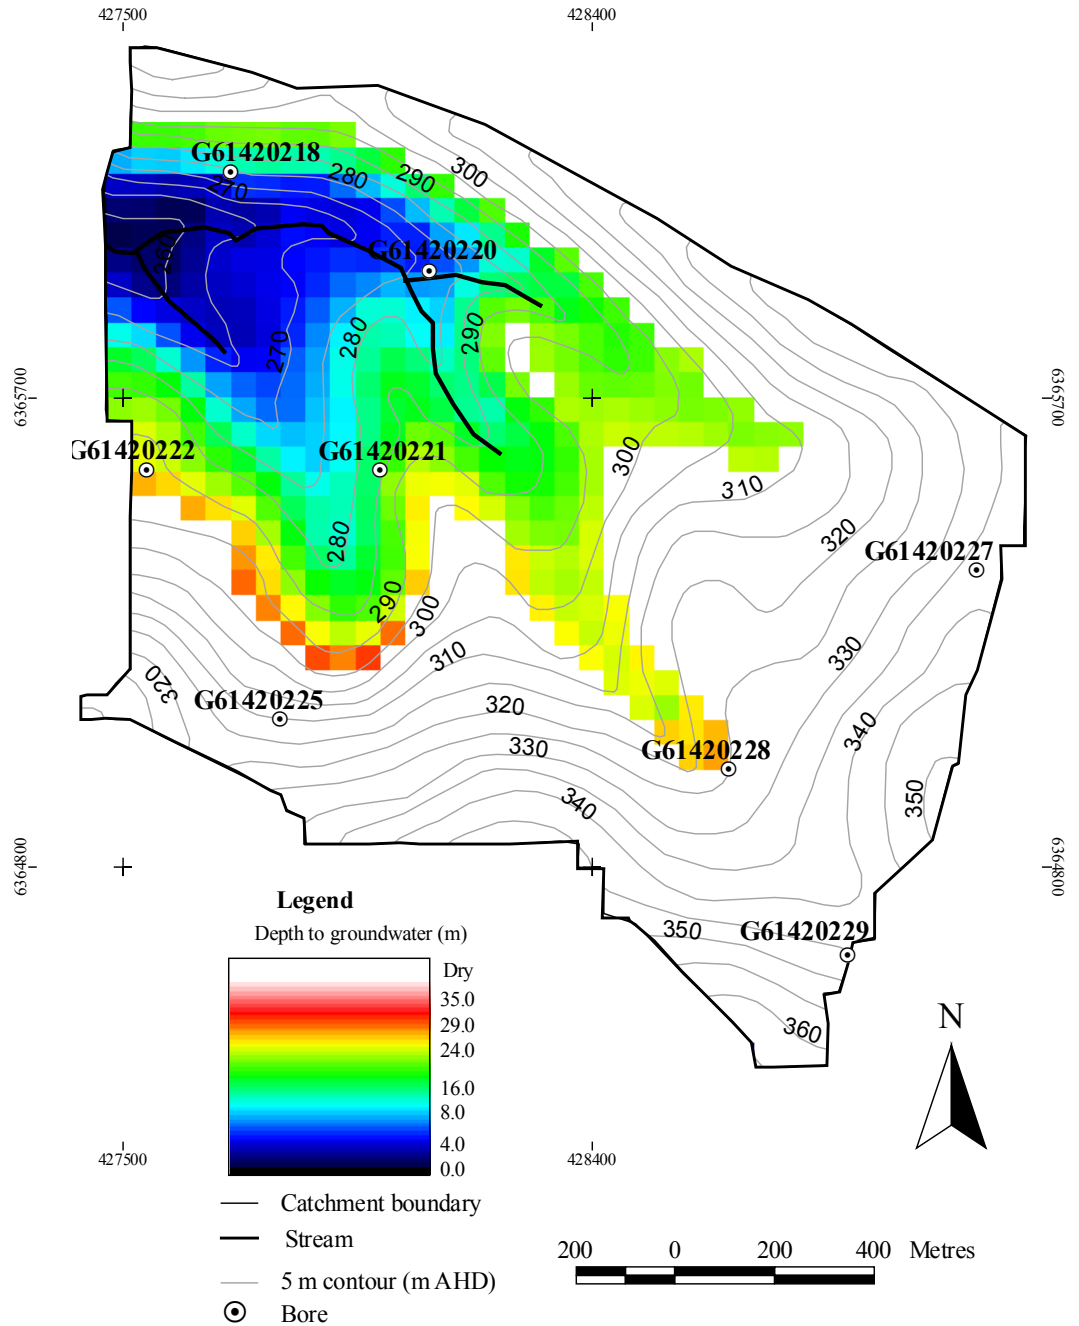 427500
428400
G61420218
300
290
280
270
G61420220
260
290
280
270
6365700
6365700
G61420222
G61420221
300
310
280
320
G61420227
290
300
310
330
320
G61420225
320
340
330
G61420228
350
340
6364800
6364800
350
G61420229
360
Legend
Depth to groundwater (m)
Dry
35.0
29.0
24.0
16.0
8.0
4.0
0.0
N
427500
428400
Catchment boundary
Stream
5 m contour (m AHD)
Bore
200 0 200 400 Metres